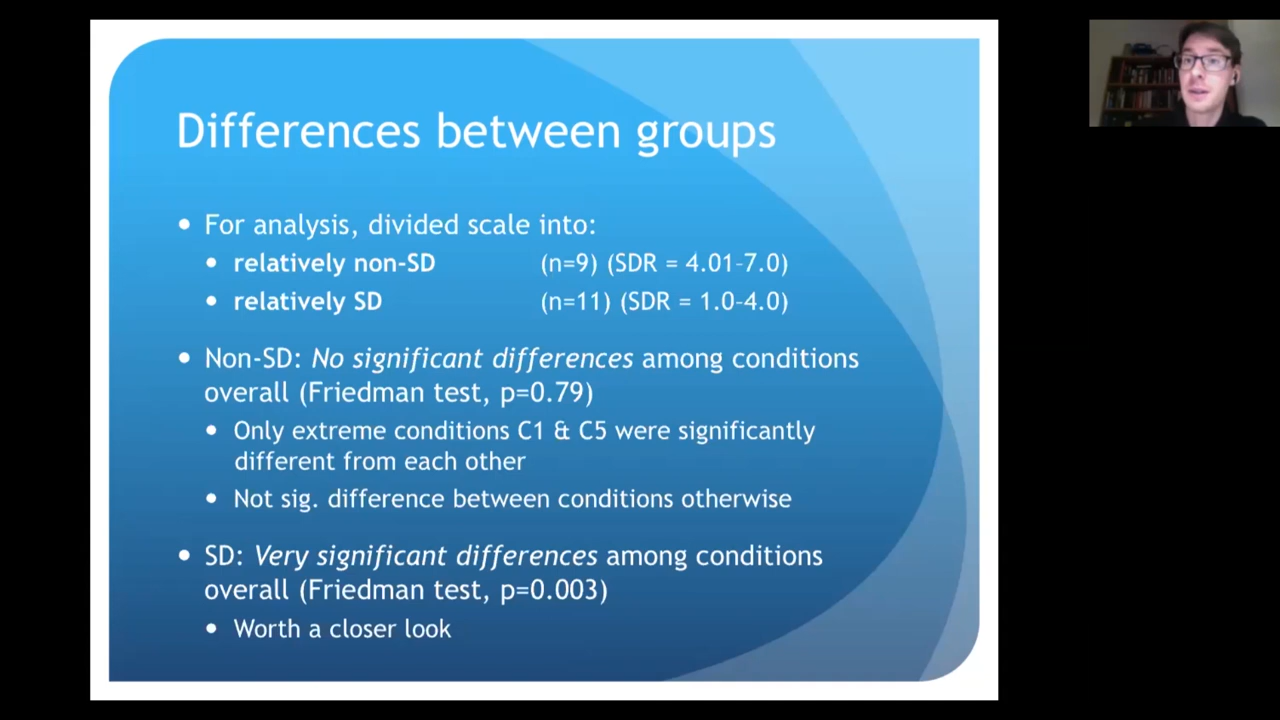 Differences between groups
• For analysis, divided scale into:
• relatively non-SD (n=9) (SDR = 4.01–7.0)
• relatively SD (n=11) (SDR = 1.0–4.0)
• Non-SD: No significant differences among conditions
overall (Friedman test, p=0.79)
• Only extreme conditions C1 & C5 were significantly
different from each other
• Not sig. difference between conditions otherwise
• SD: Very significant differences among conditions
overall (Friedman test, p=0.003)
• Worth a closer look